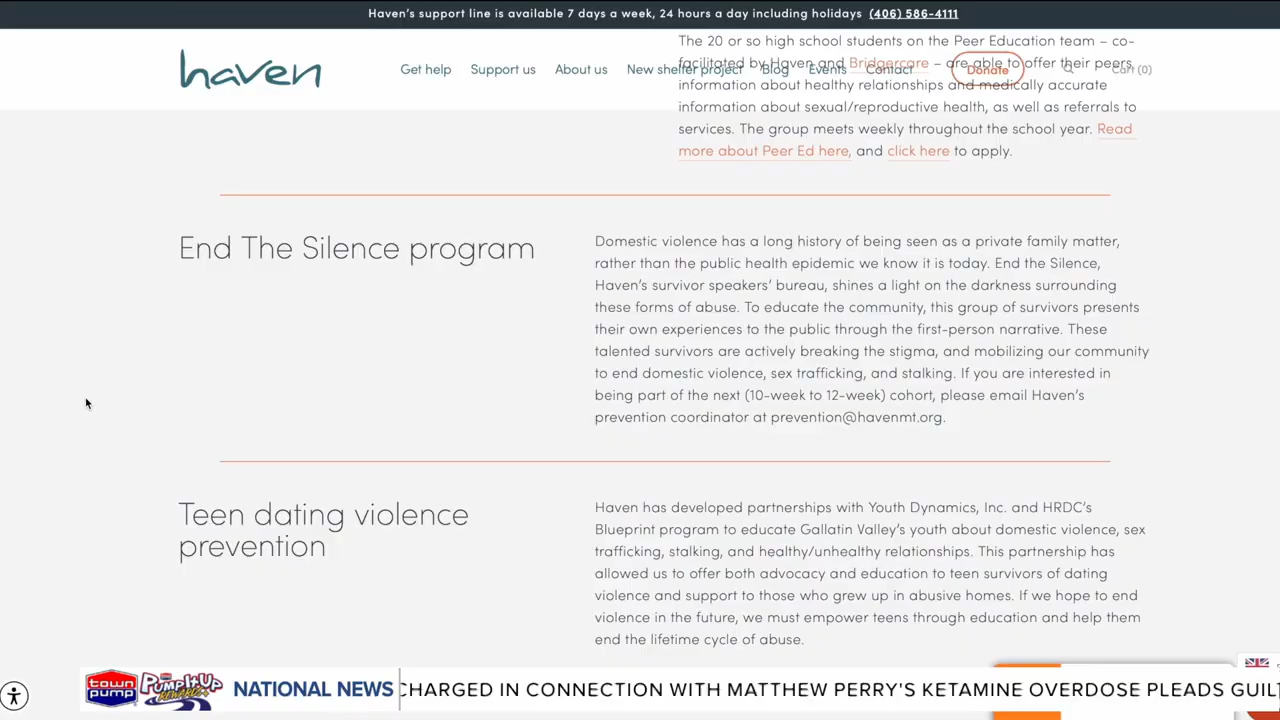 Haven's support line is available 7 days a week, 24 hours a day including holidays (406) 586-4111
haven
Get help Support us About us New shelter project Blog Events Contact Donate Cart (0)
The 20 or so high school students on the Peer Education team – co-
facilitated by Haven and Bridgercare – are able to offer their peers
information about healthy relationships and medically accurate
information about sexual/reproductive health, as well as referrals to
services. The group meets weekly throughout the school year. Read
more about Peer Ed here, and click here to apply.
End The Silence program
Domestic violence has a long history of being seen as a private family matter,
rather than the public health epidemic we know it is today. End the Silence,
Haven's survivor speakers' bureau, shines a light on the darkness surrounding
these forms of abuse. To educate the community, this group of survivors presents
their own experiences to the public through the first-person narrative. These
talented survivors are actively breaking the stigma, and mobilizing our community
to end domestic violence, sex trafficking, and stalking. If you are interested in
being part of the next (10-week to 12-week) cohort, please email Haven's
prevention coordinator at prevention@havenmt.org.
Teen dating violence
prevention
Haven has developed partnerships with Youth Dynamics, Inc. and HRDC's
Blueprint program to educate Gallatin Valley's youth about domestic violence, sex
trafficking, stalking, and healthy/unhealthy relationships. This partnership has
allowed us to offer both advocacy and education to teen survivors of dating
violence and support to those who grew up in abusive homes. If we hope to end
violence in the future, we must empower teens through education and help them
end the lifetime cycle of abuse.
town pump PUMP IT UP REWARDS NATIONAL NEWS CHARGED IN CONNECTION WITH MATTHEW PERRY'S KETAMINE OVERDOSE PLEADS GUIL